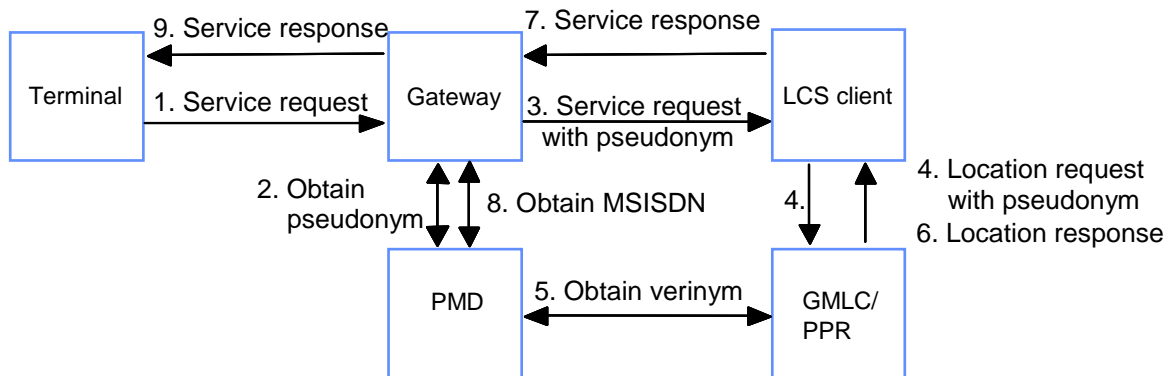 9. Service response
7. Service response
Terminal
Gateway
LCS client
1. Service request
3. Service request
with pseudonym
2. Obtain
pseudonym
8. Obtain MSISDN
4.
4. Location request
with pseudonym
6. Location response
PMD
5. Obtain verinym
GMLC/
PPR